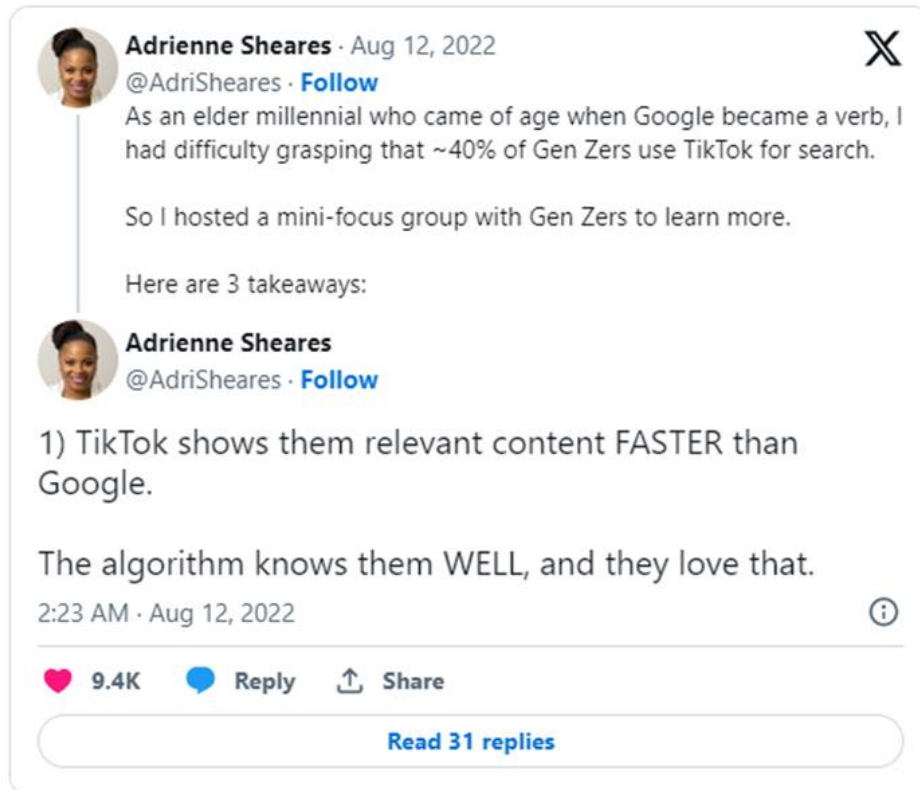 Adrienne Sheares · Aug 12, 2022
@AdriSheares · Follow
As an elder millennial who came of age when Google became a verb, I
had difficulty grasping that ~40% of Gen Zers use TikTok for search.
So I hosted a mini-focus group with Gen Zers to learn more.
Here are 3 takeaways:
Adrienne Sheares
@AdriSheares · Follow
1) TikTok shows them relevant content FASTER than
Google.
The algorithm knows them WELL, and they love that.
2:23 AM · Aug 12, 2022
9.4K Reply Share
Read 31 replies